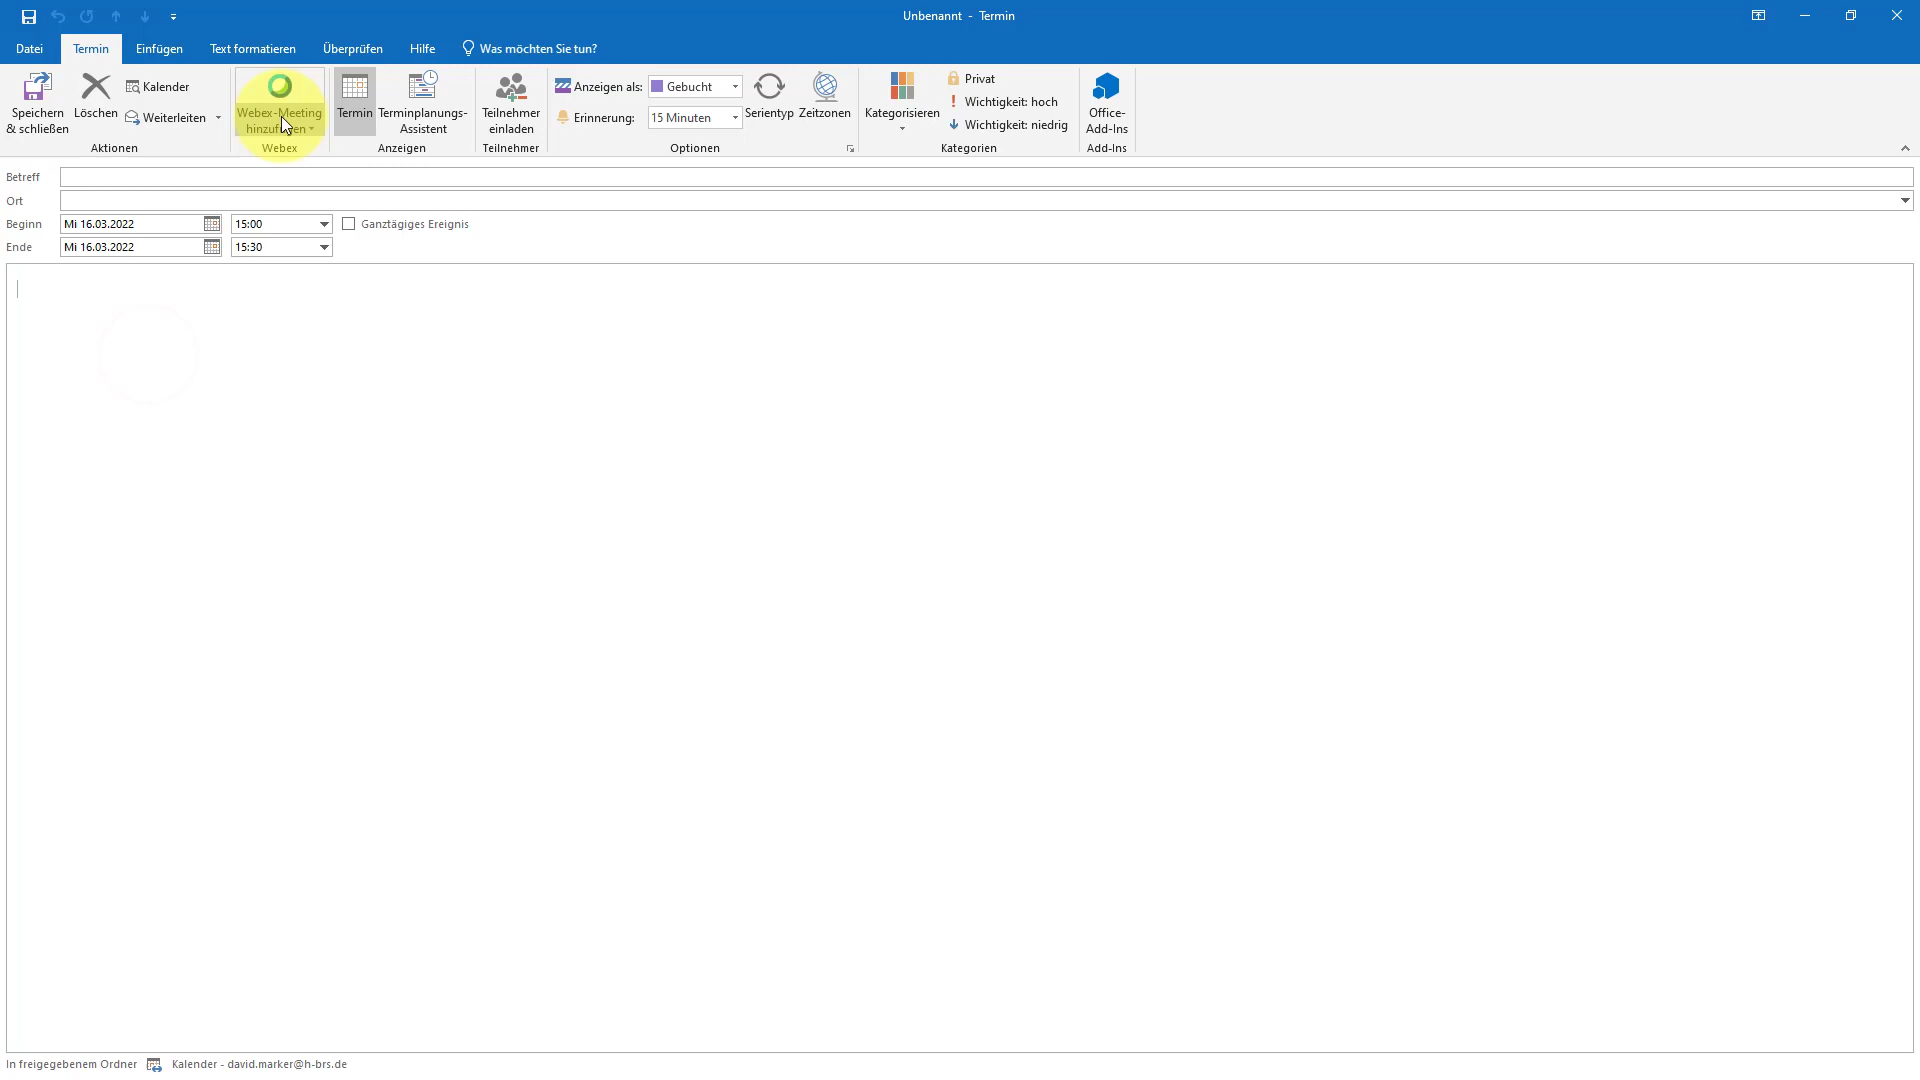 Unbenannt - Termin
Datei Termin Einfügen Text formatieren Überprüfen Hilfe Was möchten Sie tun?
Speichern & schließen
Löschen
Kalender
Weiterleiten
Aktionen
Webex-Meeting hinzufügen
Webex
Termin
Terminplanungs-Assistent
Anzeigen
Teilnehmer einladen
Teilnehmer
Anzeigen als: Gebucht
Erinnerung: 15 Minuten
Serientyp
Zeitzonen
Optionen
Kategorisieren
Privat
Wichtigkeit: hoch
Wichtigkeit: niedrig
Kategorien
Office-Add-Ins
Add-Ins
Betreff
Ort
Beginn Mi 16.03.2022 15:00 Ganztägiges Ereignis
Ende Mi 16.03.2022 15:30
In freigegebenem Ordner Kalender - david.marker@h-brs.de